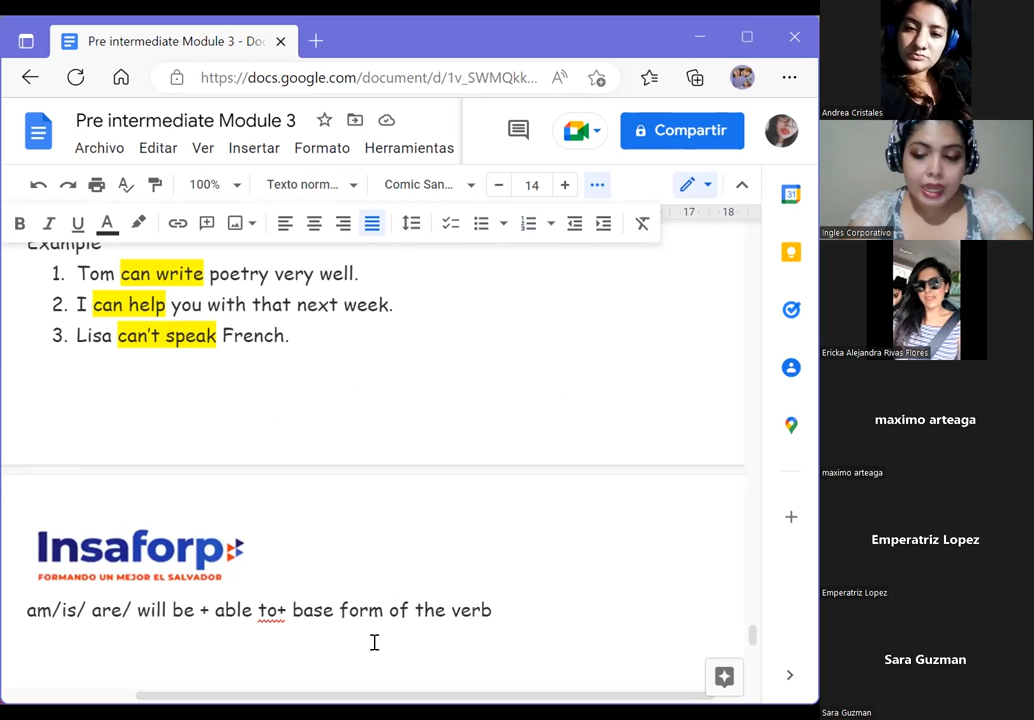 Pre intermediate Module 3 - Doc
https://docs.google.com/document/d/1v_SWMQkk...
Pre intermediate Module 3
Archivo Editar Ver Insertar Formato Herramientas
Compartir
100% Texto norm... Comic San... 14
17 18
Example
1. Tom can write poetry very well.
2. I can help you with that next week.
3. Lisa can't speak French.
Insaforp
FORMANDO UN MEJOR EL SALVADOR
am/is/ are/ will be + able to+ base form of the verb
Andrea Cristales
Ingles Corporativo
Ericka Alejandra Rivas Flores
maximo arteaga
maximo arteaga
Emperatriz Lopez
Emperatriz Lopez
Sara Guzman
Sara Guzman